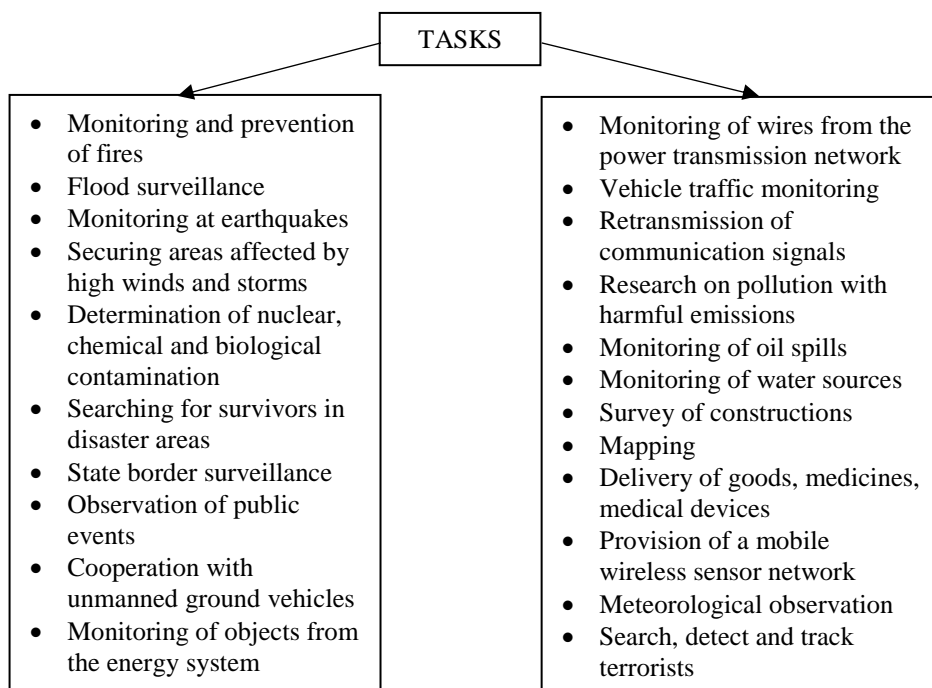 TASKS
• Monitoring and prevention
of fires
• Flood surveillance
• Monitoring at earthquakes
• Securing areas affected by
high winds and storms
• Determination of nuclear,
chemical and biological
contamination
• Searching for survivors in
disaster areas
• State border surveillance
• Observation of public
events
• Cooperation with
unmanned ground vehicles
• Monitoring of objects from
the energy system
• Monitoring of wires from the
power transmission network
• Vehicle traffic monitoring
• Retransmission of
communication signals
• Research on pollution with
harmful emissions
• Monitoring of oil spills
• Monitoring of water sources
• Survey of constructions
• Mapping
• Delivery of goods, medicines,
medical devices
• Provision of a mobile
wireless sensor network
• Meteorological observation
• Search, detect and track
terrorists